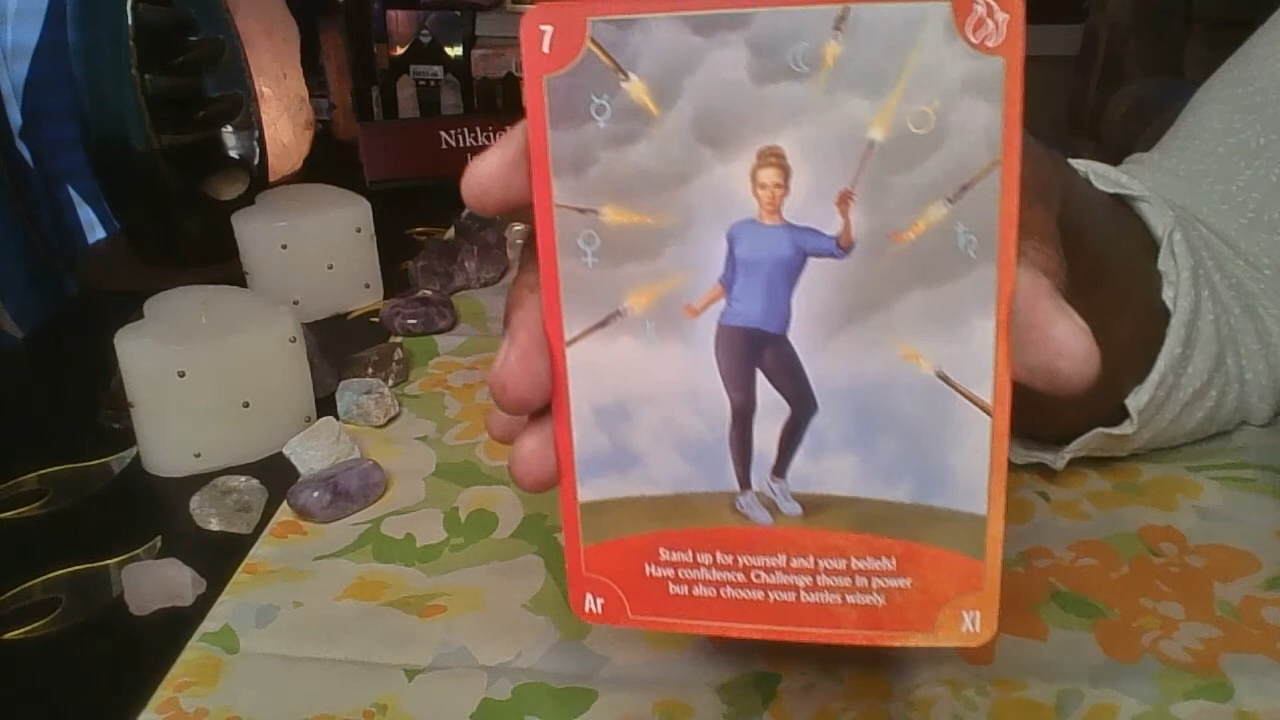 7
Nikkie
Stand up for yourself and your beliefs!
Have confidence. Challenge those in power
but also choose your battles wisely.
Ar
XI